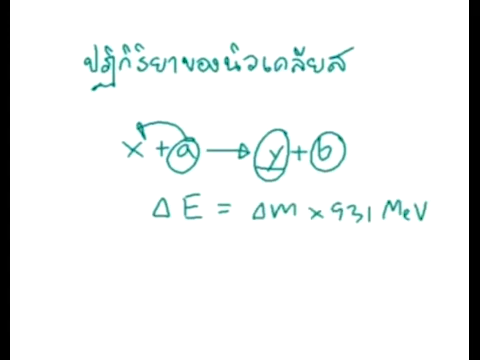 ปฏิกิริยาของนิวเคลียส
x + a → y + b
Δ E = Δm × 931 MeV